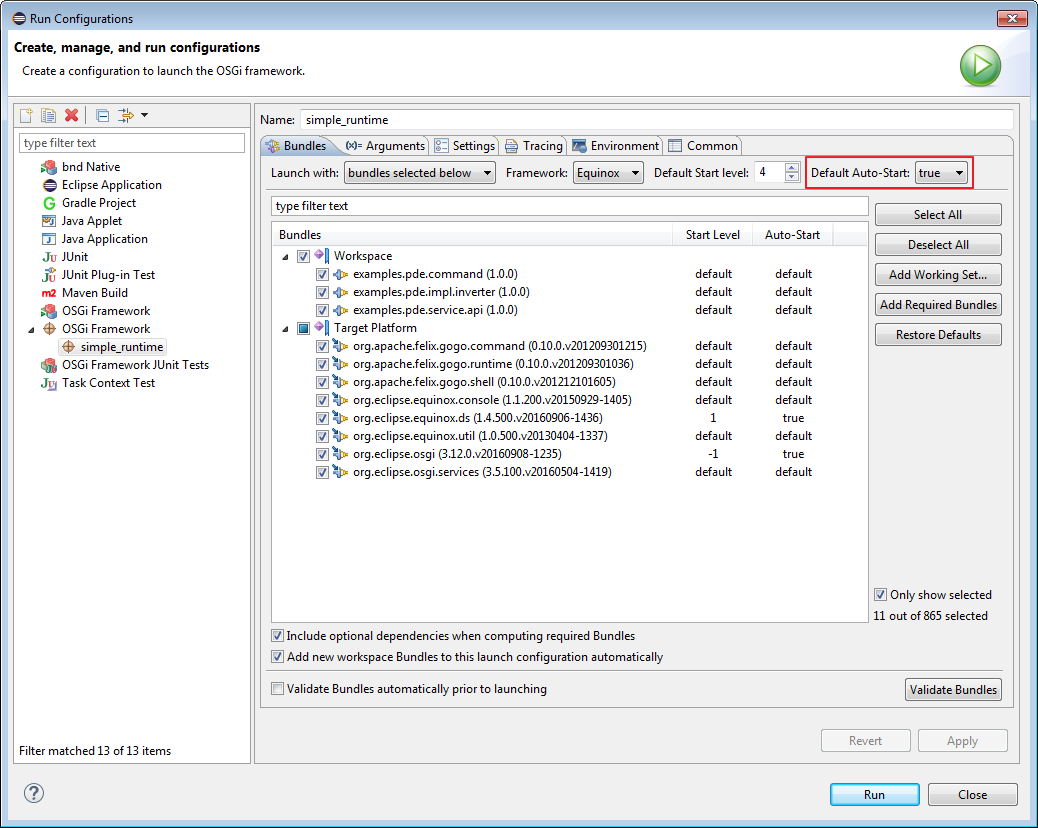 Run Configurations
Create, manage, and run configurations
Create a configuration to launch the OSGi framework.
type filter text
bnd Native
Eclipse Application
Gradle Project
Java Applet
Java Application
JUnit
JUnit Plug-in Test
Maven Build
OSGi Framework
OSGi Framework
simple_runtime
OSGi Framework JUnit Tests
Task Context Test
Filter matched 13 of 13 items
Name: simple_runtime
Bundles (x)= Arguments Settings Tracing Environment Common
Launch with: bundles selected below Framework: Equinox Default Start level: 4 Default Auto-Start: true
type filter text
Bundles Start Level Auto-Start
Workspace
examples.pde.command (1.0.0) default default
examples.pde.impl.inverter (1.0.0) default default
examples.pde.service.api (1.0.0) default default
Target Platform
org.apache.felix.gogo.command (0.10.0.v201209301215) default default
org.apache.felix.gogo.runtime (0.10.0.v201209301036) default default
org.apache.felix.gogo.shell (0.10.0.v201212101605) default default
org.eclipse.equinox.console (1.1.200.v20150929-1405) default default
org.eclipse.equinox.ds (1.4.500.v20160906-1436) 1 true
org.eclipse.equinox.util (1.0.500.v20130404-1337) default default
org.eclipse.osgi (3.12.0.v20160908-1235) -1 true
org.eclipse.osgi.services (3.5.100.v20160504-1419) default default
Select All
Deselect All
Add Working Set...
Add Required Bundles
Restore Defaults
Only show selected
11 out of 865 selected
Include optional dependencies when computing required Bundles
Add new workspace Bundles to this launch configuration automatically
Validate Bundles automatically prior to launching
Validate Bundles
Revert Apply
Run Close